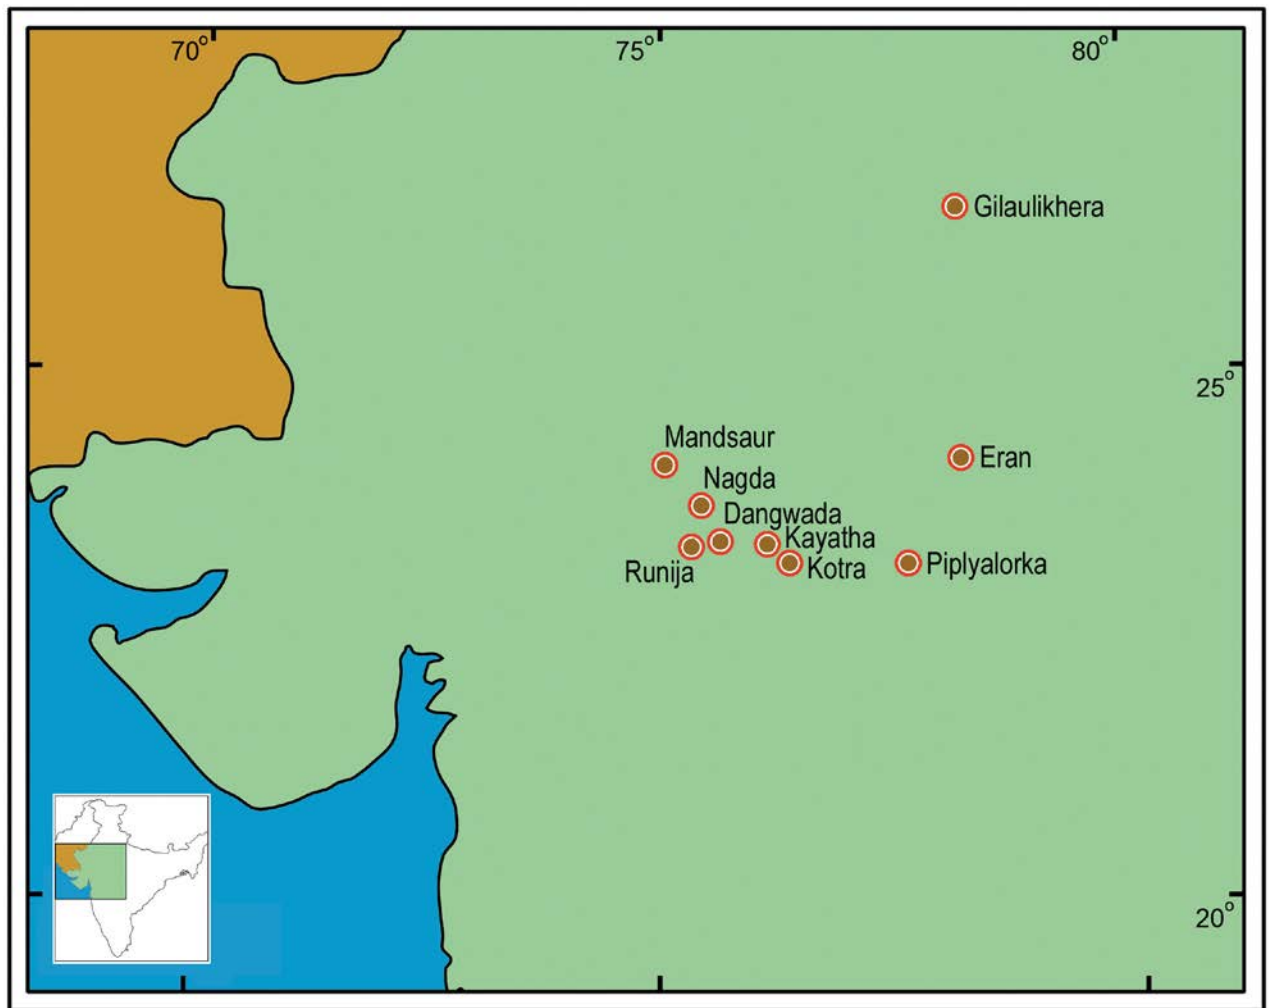 70°
75°
80°
Gilaulikhera
25°
Mandsaur
Eran
Nagda
Dangwada
Kayatha
Runija
Kotra
Piplyalorka
20°